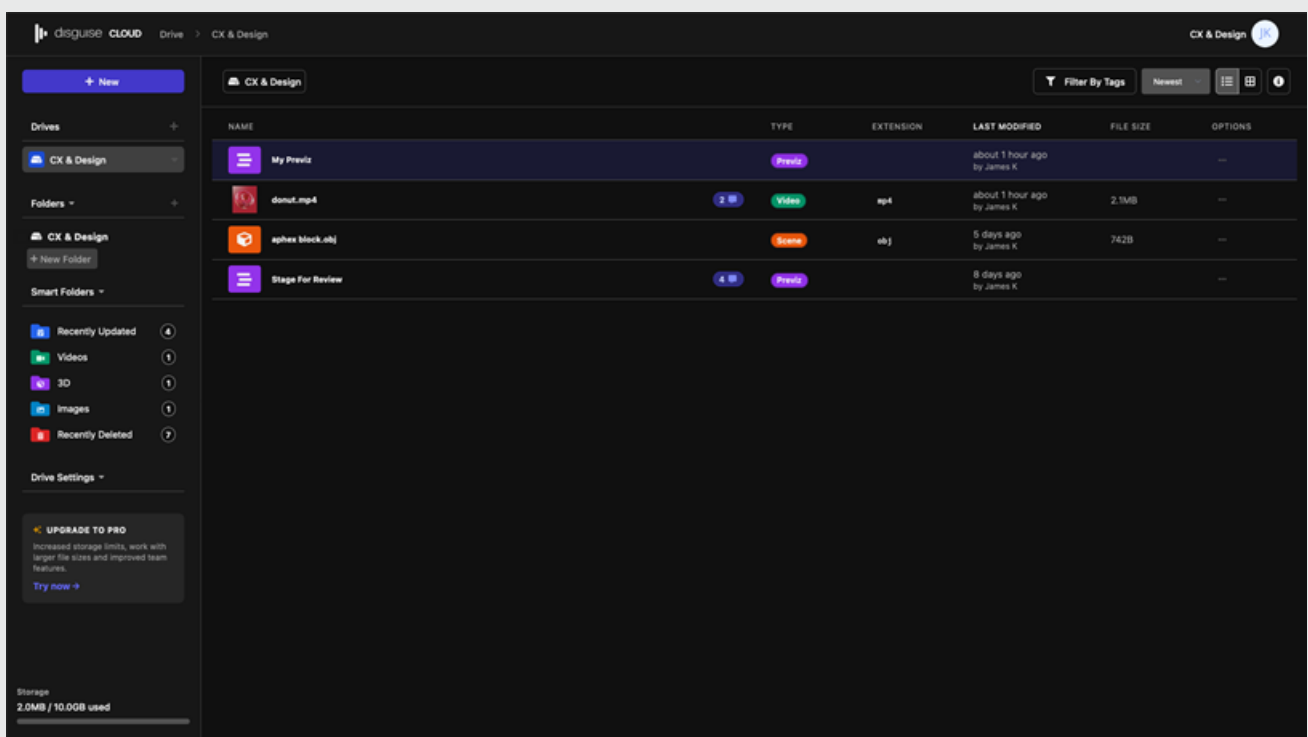 disguise CLOUD Drive > CX & Design
CX & Design JK
+ New
CX & Design
Filter By Tags
Newest
Drives +
CX & Design
Folders +
CX & Design
+ New Folder
Smart Folders
Recently Updated 4
Videos 1
3D 1
Images 1
Recently Deleted 7
Drive Settings
UPGRADE TO PRO
Increased storage limits, work with
larger file sizes and improved team
features.
Try now →
Storage
2.0MB / 10.0GB used
NAME TYPE EXTENSION LAST MODIFIED FILE SIZE OPTIONS
My Previz Previz about 1 hour ago
by James K
donut.mp4 2 Video mp4 about 1 hour ago 2.1MB
by James K
aphex block.obj Scene obj 5 days ago 742B
by James K
Stage For Review 4 Previz 8 days ago
by James K